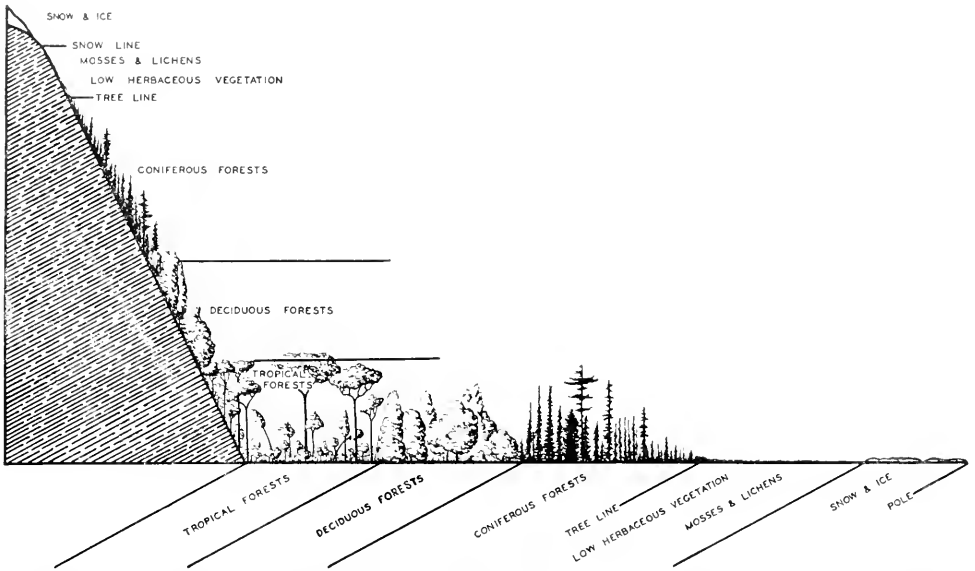 SNOW & ICE
SNOW LINE
MOSSES & LICHENS
LOW HERBACEOUS VEGETATION
TREE LINE
CONIFEROUS FORESTS
DECIDUOUS FORESTS
TROPICAL
FORESTS
TROPICAL FORESTS
DECIDUOUS FORESTS
CONIFEROUS FORESTS
TREE LINE
LOW HERBACEOUS VEGETATION
MOSSES & LICHENS
SNOW & ICE
POLE